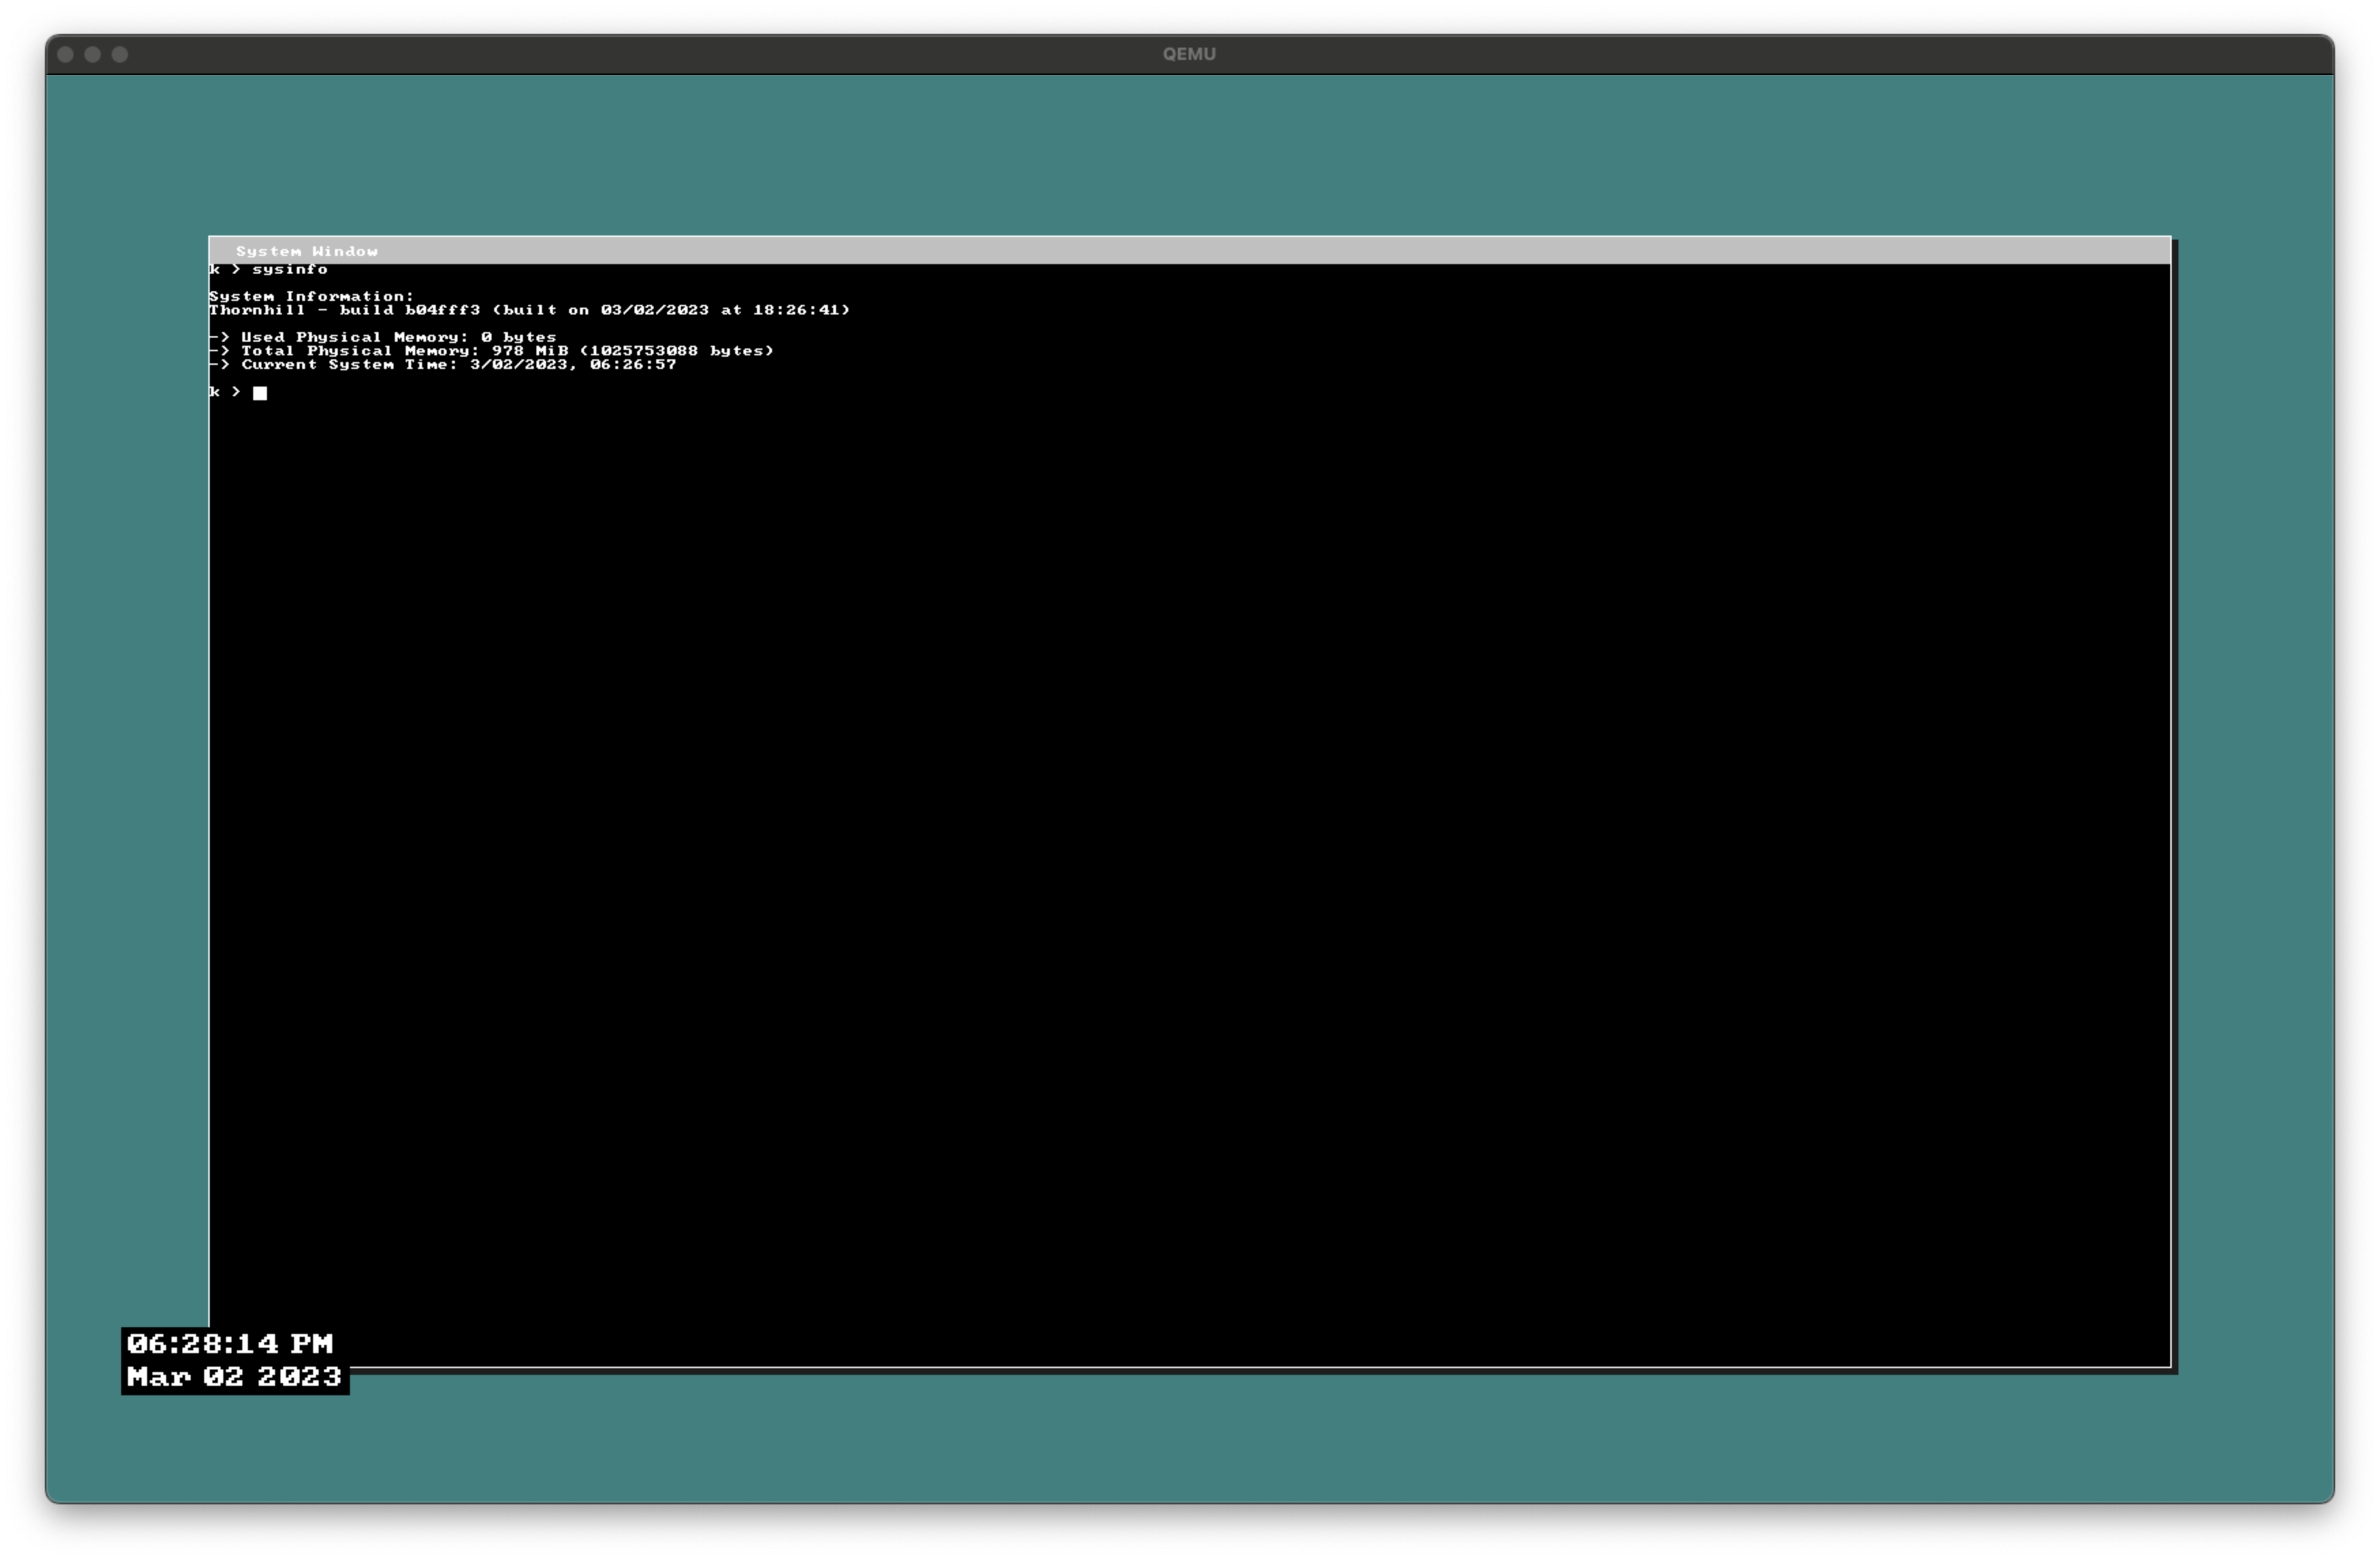 QEMU
System Window
k > sysinfo
System Information:
Thornhill - build b04fff3 (built on 03/02/2023 at 18:26:41)
-> Used Physical Memory: 0 bytes
-> Total Physical Memory: 978 MiB (1025753088 bytes)
-> Current System Time: 3/02/2023, 06:26:57
k >
06:28:14 PM
Mar 02 2023